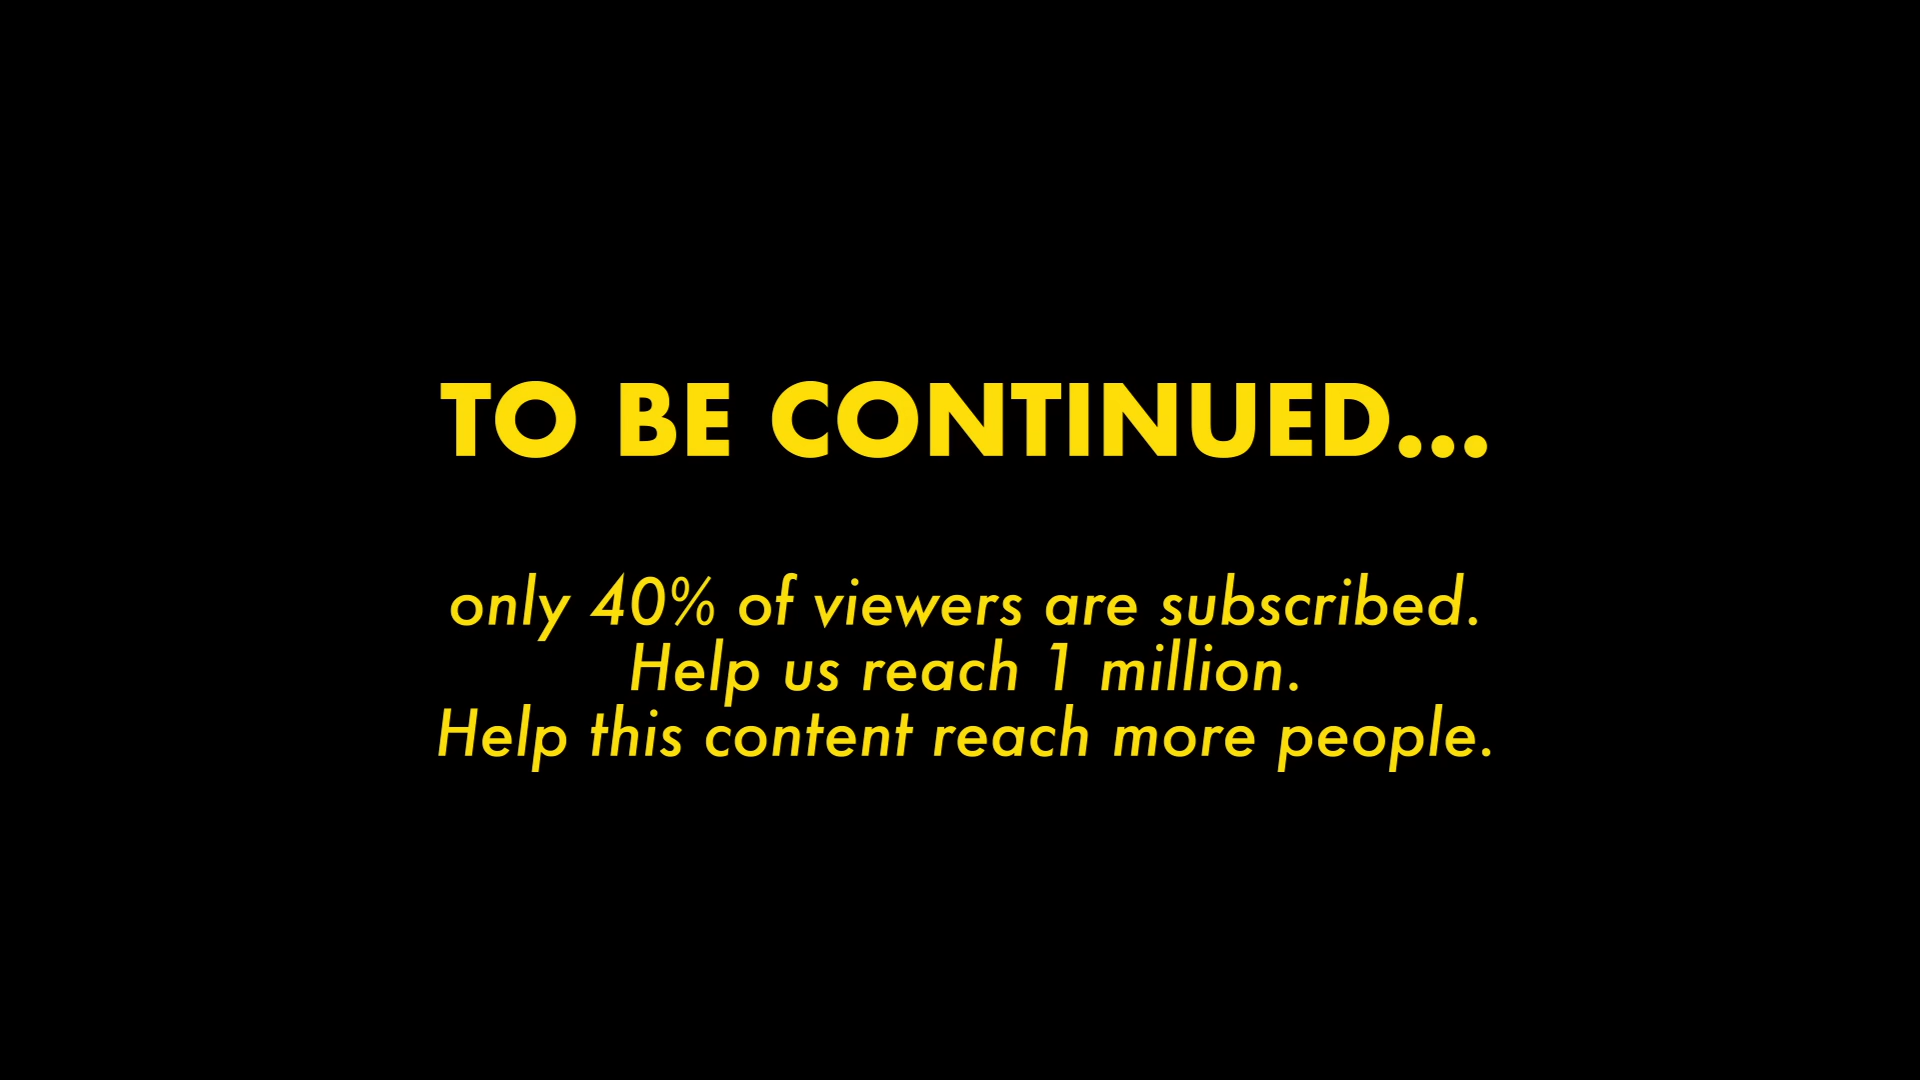 TO BE CONTINUED...
only 40% of viewers are subscribed.
Help us reach 1 million.
Help this content reach more people.